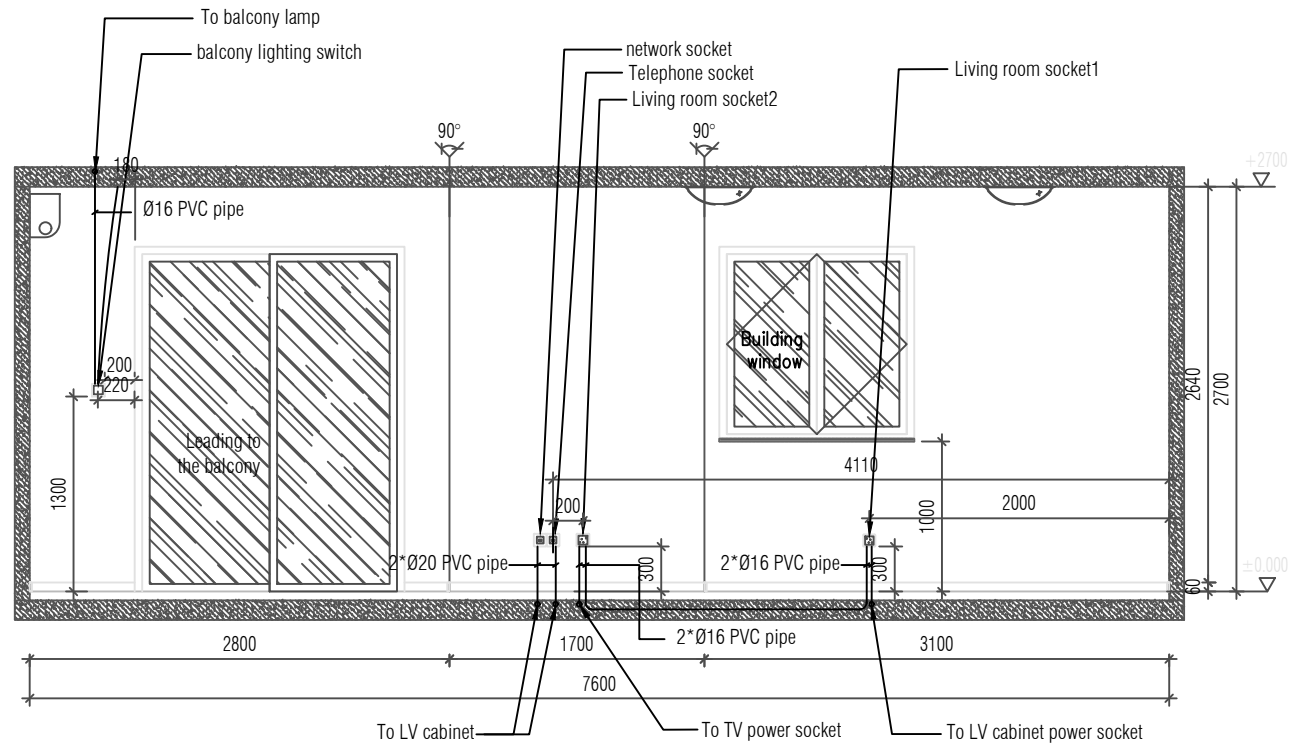 To balcony lamp
balcony lighting switch
network socket
Telephone socket
Living room socket2
Living room socket1
90°
90°
180
+2700
Ø16 PVC pipe
Building
window
200
220
2640
2700
Leading to
the balcony
4110
1300
200
1000
2000
2*Ø20 PVC pipe
300
2*Ø16 PVC pipe
300
±0.000
60
2*Ø16 PVC pipe
2800
1700
3100
7600
To LV cabinet
To TV power socket
To LV cabinet power socket